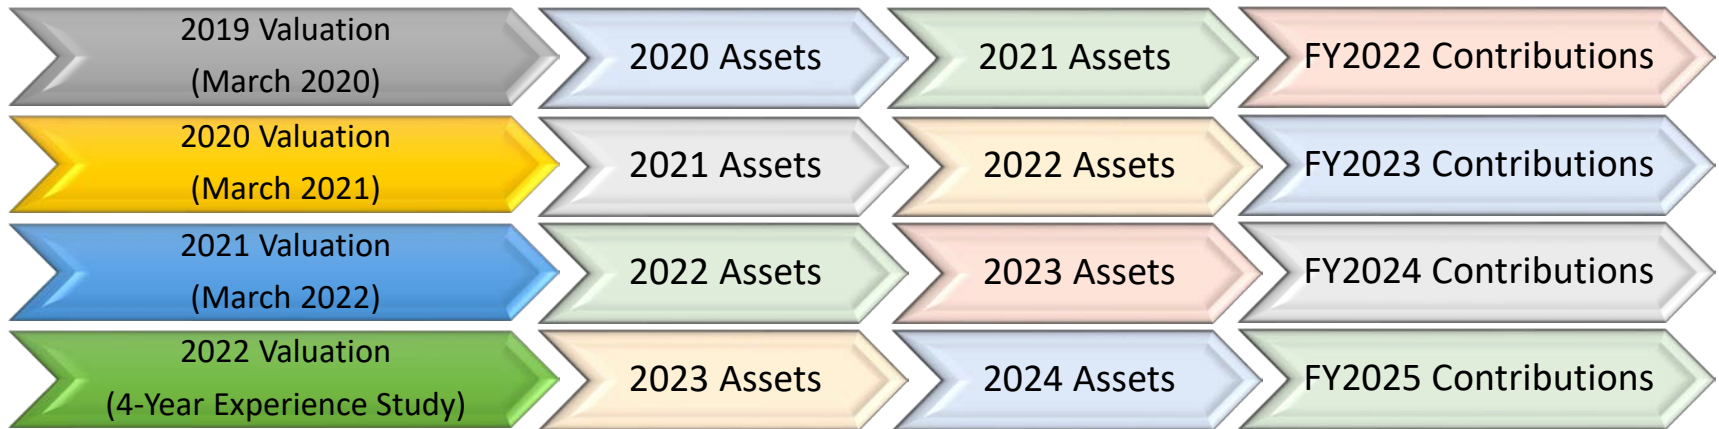 2019 Valuation
(March 2020)
2020 Assets
2021 Assets
FY2022 Contributions
2020 Valuation
(March 2021)
2021 Assets
2022 Assets
FY2023 Contributions
2021 Valuation
(March 2022)
2022 Assets
2023 Assets
FY2024 Contributions
2022 Valuation
(4-Year Experience Study)
2023 Assets
2024 Assets
FY2025 Contributions